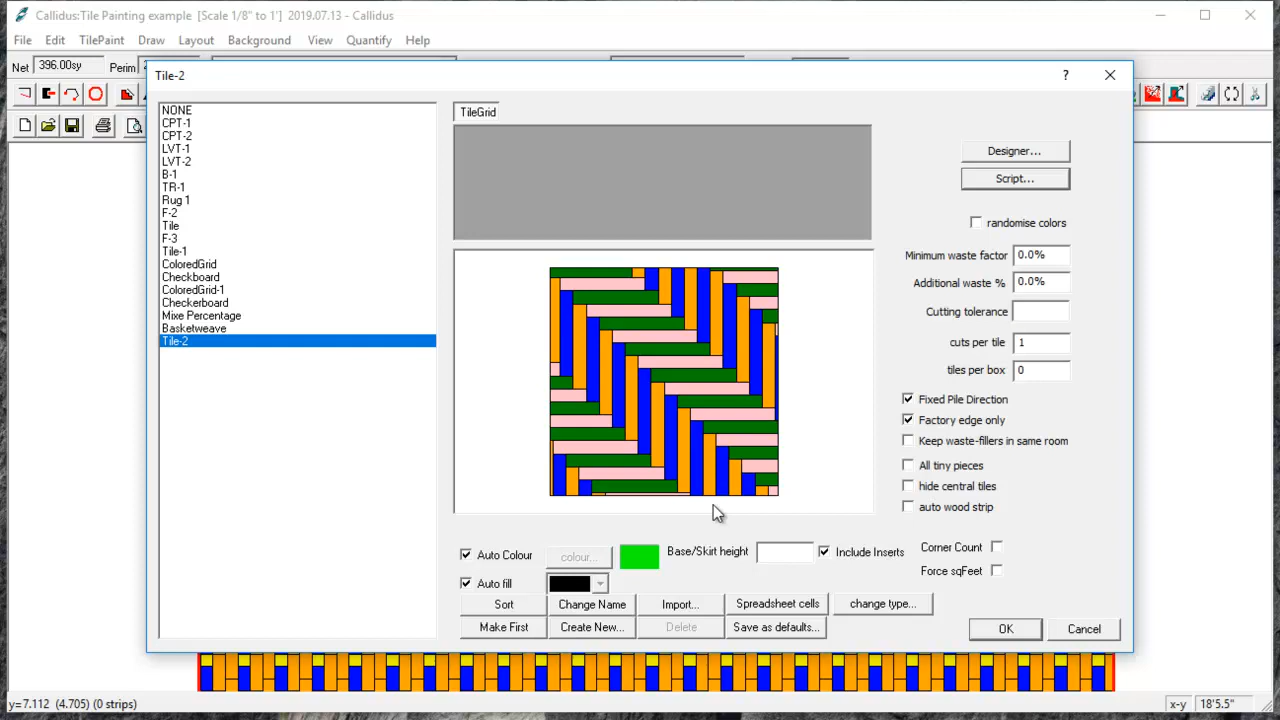 Callidus:Tile Painting example [Scale 1/8" to 1'] 2019.07.13 - Callidus
File Edit TilePaint Draw Layout Background View Quantify Help
Net 396.00sy Perim
Tile-2 ?
NONE
CPT-1
CPT-2
LVT-1
LVT-2
B-1
TR-1
Rug 1
F-2
Tile
F-3
Tile-1
ColoredGrid
Checkboard
ColoredGrid-1
Checkerboard
Mixe Percentage
Basketweave
Tile-2
TileGrid
Designer...
Script...
randomise colors
Minimum waste factor 0.0%
Additional waste % 0.0%
Cutting tolerance
cuts per tile 1
tiles per box 0
Fixed Pile Direction
Factory edge only
Keep waste-fillers in same room
All tiny pieces
hide central tiles
auto wood strip
Auto Colour colour... Base/Skirt height Include Inserts Corner Count
Auto fill Force sqFeet
Sort Change Name Import... Spreadsheet cells change type...
Make First Create New... Delete Save as defaults... OK Cancel
y=7.112 (4.705) (0 strips) x-y 18'5.5"